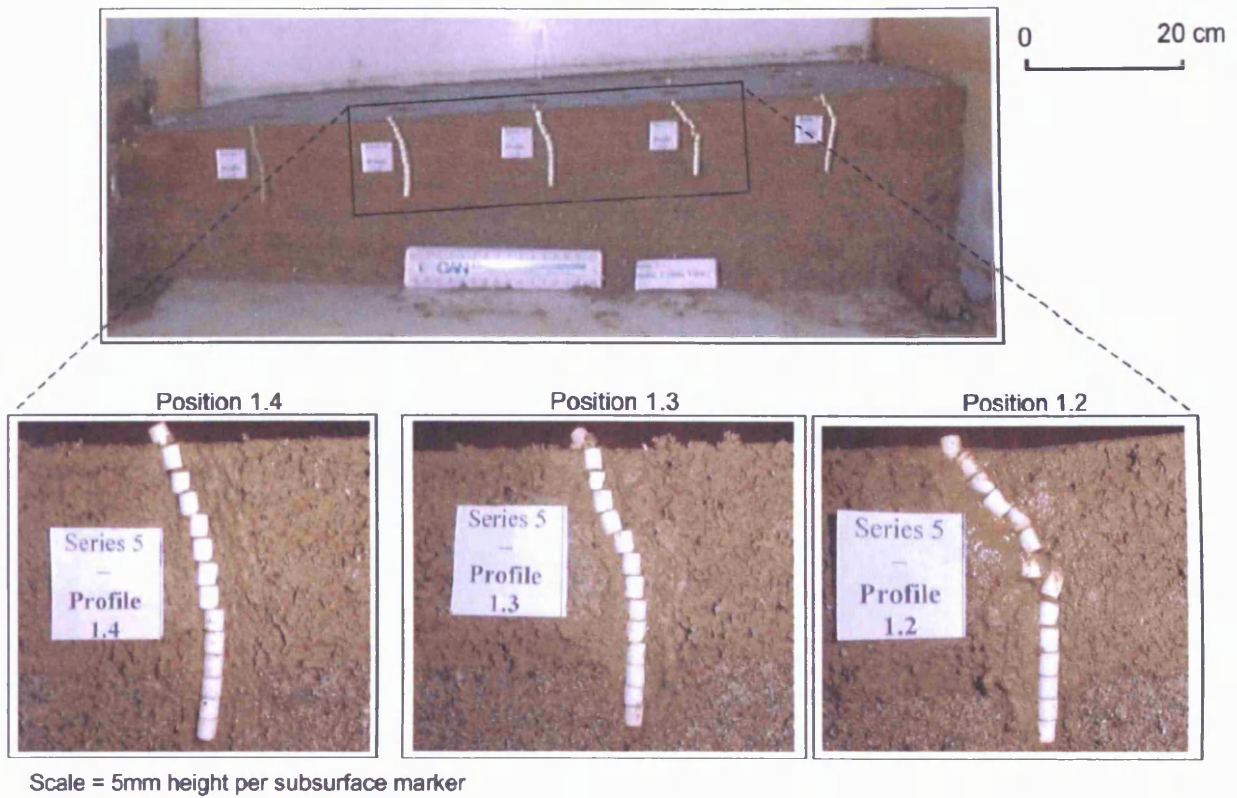 0 20 cm
Position 1.4
Position 1.3
Position 1.2
Series 5
–
Profile
1.4
Series 5
–
Profile
1.3
Series 5
–
Profile
1.2
Scale = 5mm height per subsurface marker